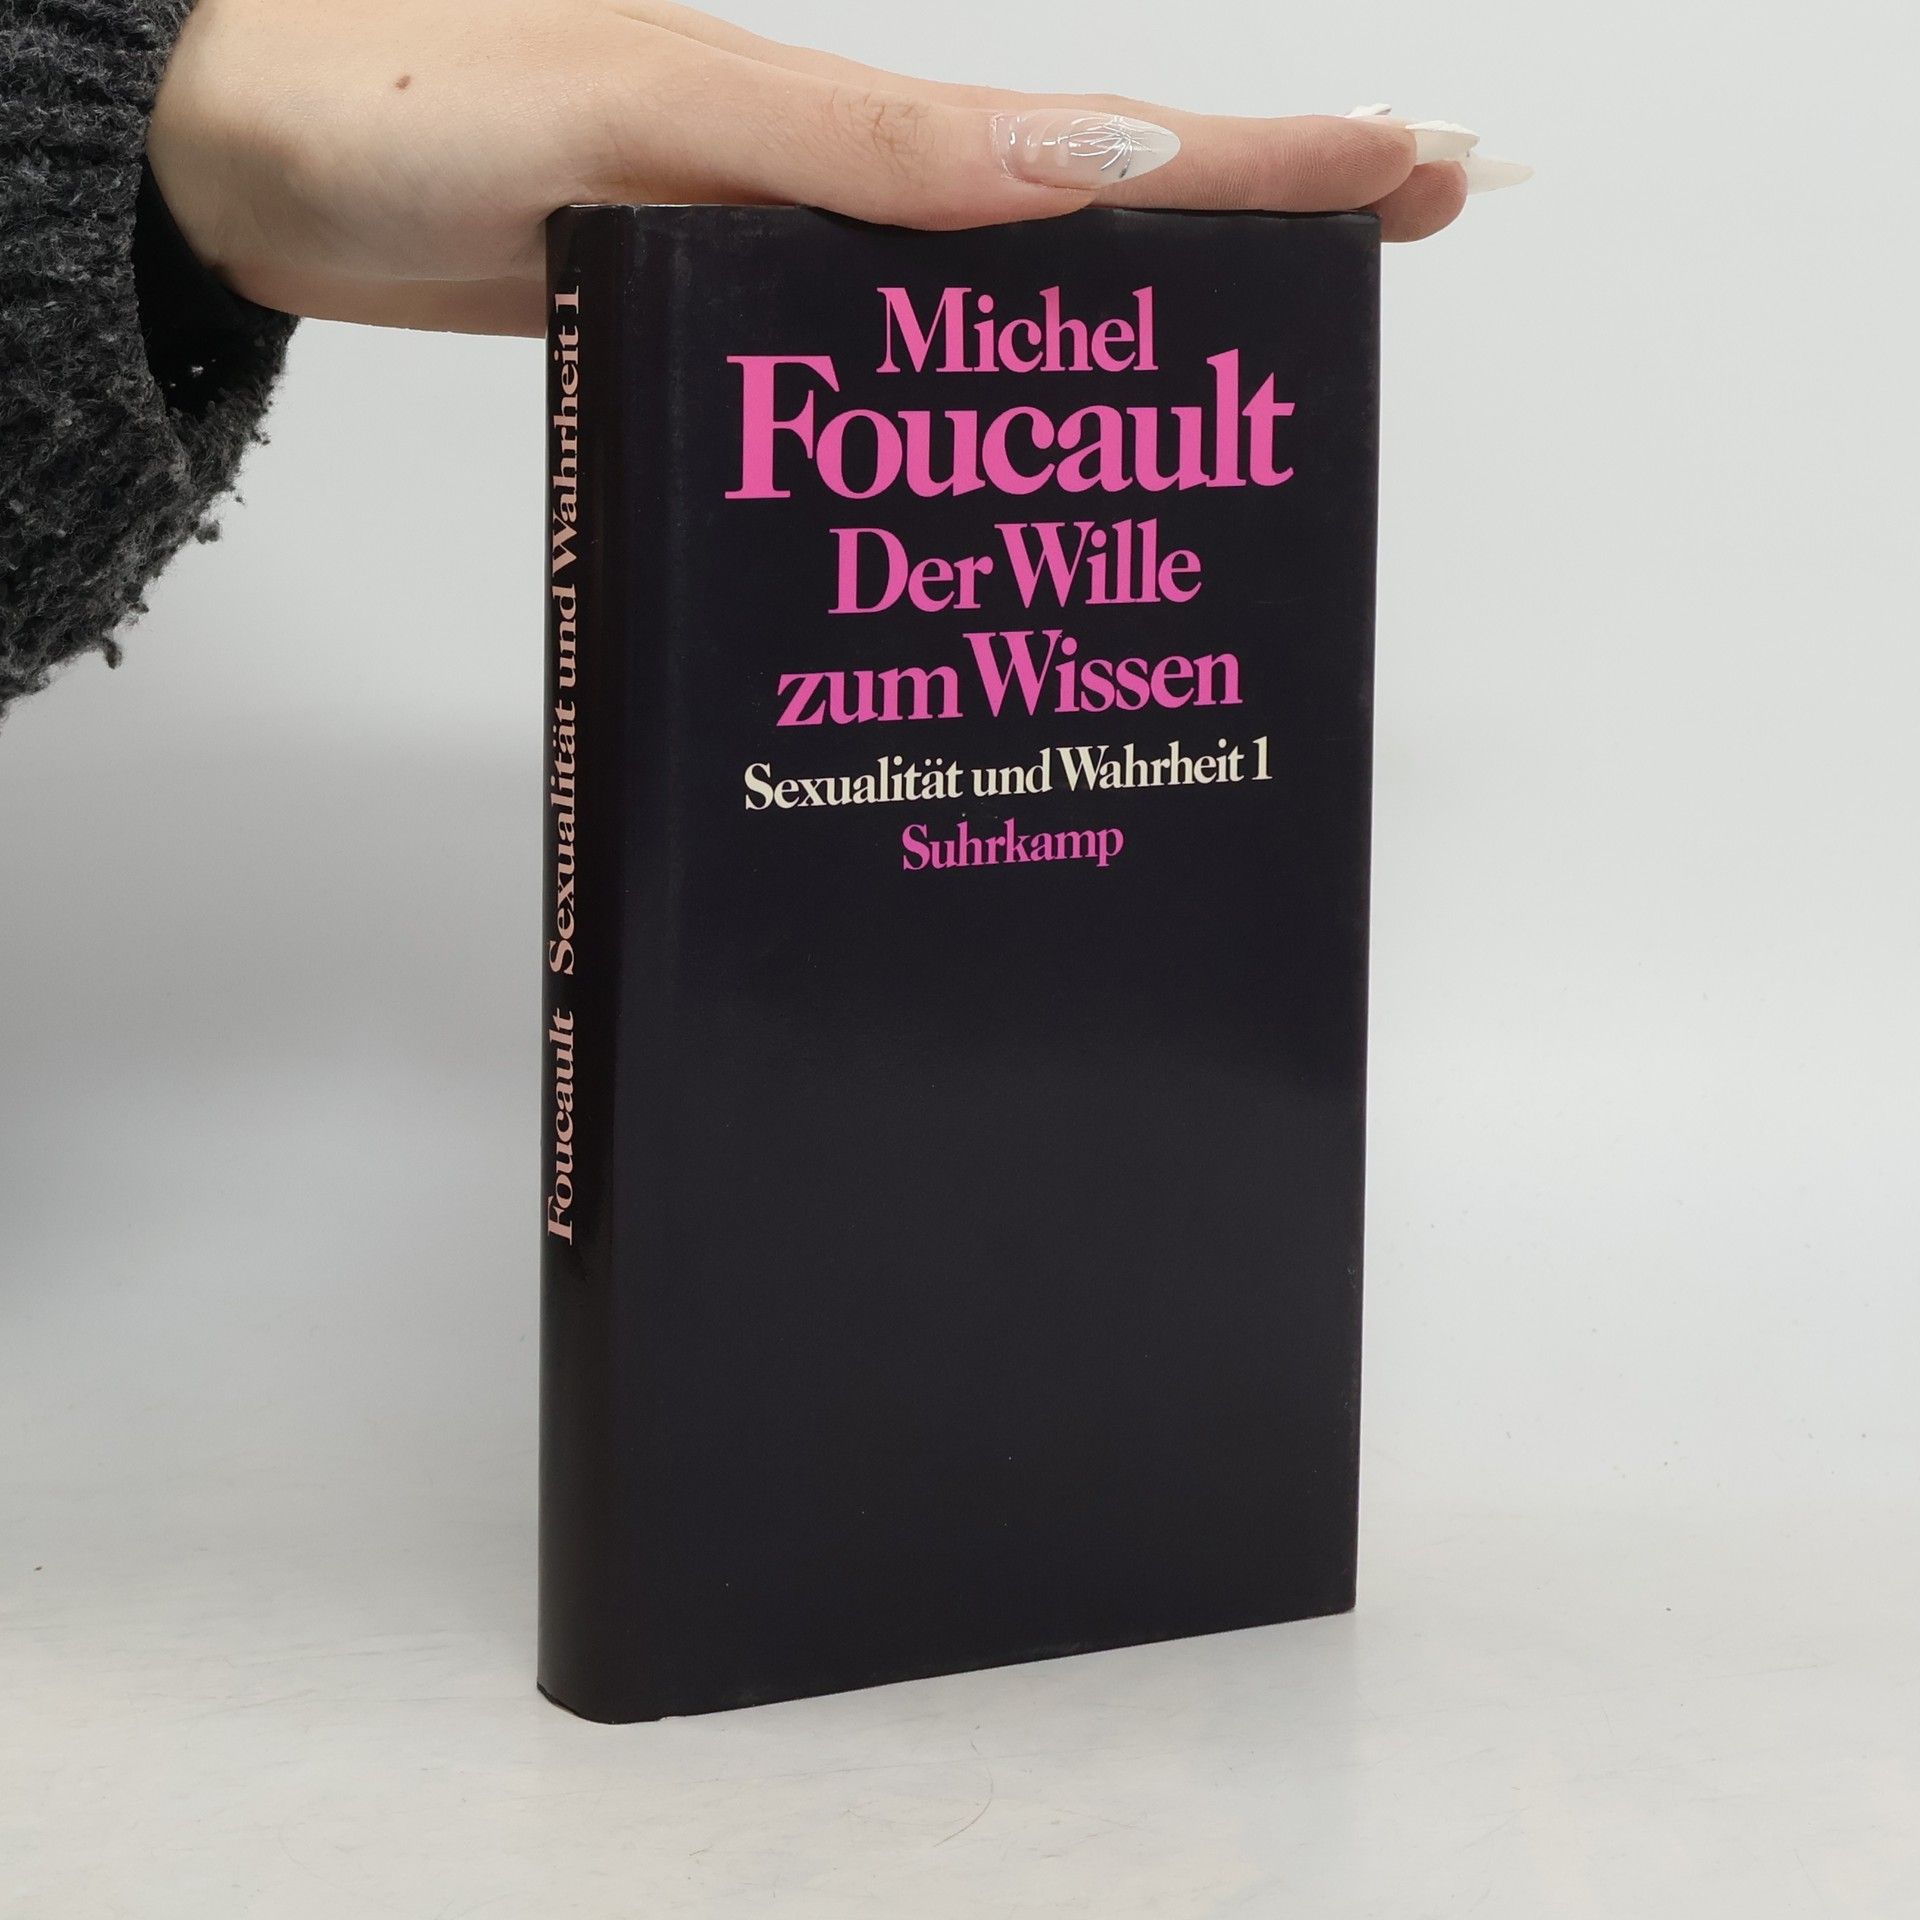 Michel
Foucault
Der Wille
zum Wissen
Sexualität und Wahrheit 1
Suhrkamp
Foucault Sexualität und Wahrheit 1